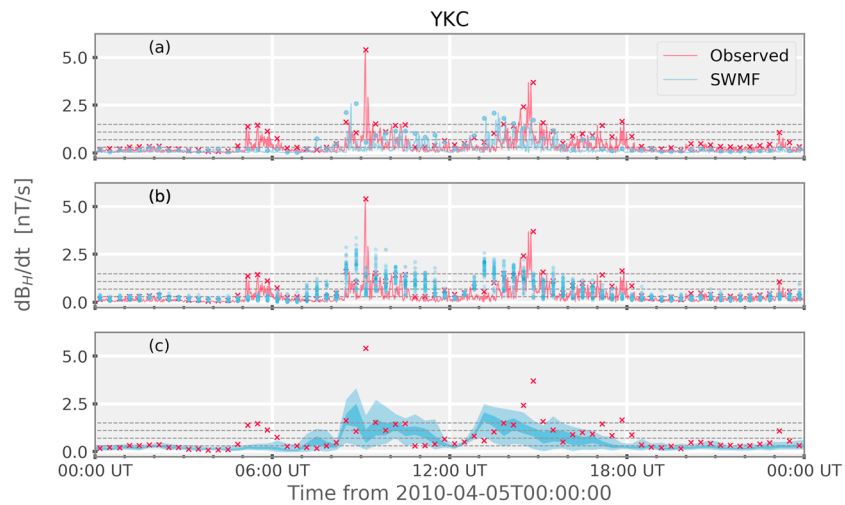 YKC
(a)
Observed
SWMF
5.0
2.5
0.0
(b)
5.0
2.5
0.0
dB_H/dt [nT/s]
(c)
5.0
2.5
0.0
00:00 UT 06:00 UT 12:00 UT 18:00 UT 00:00 UT
Time from 2010-04-05T00:00:00